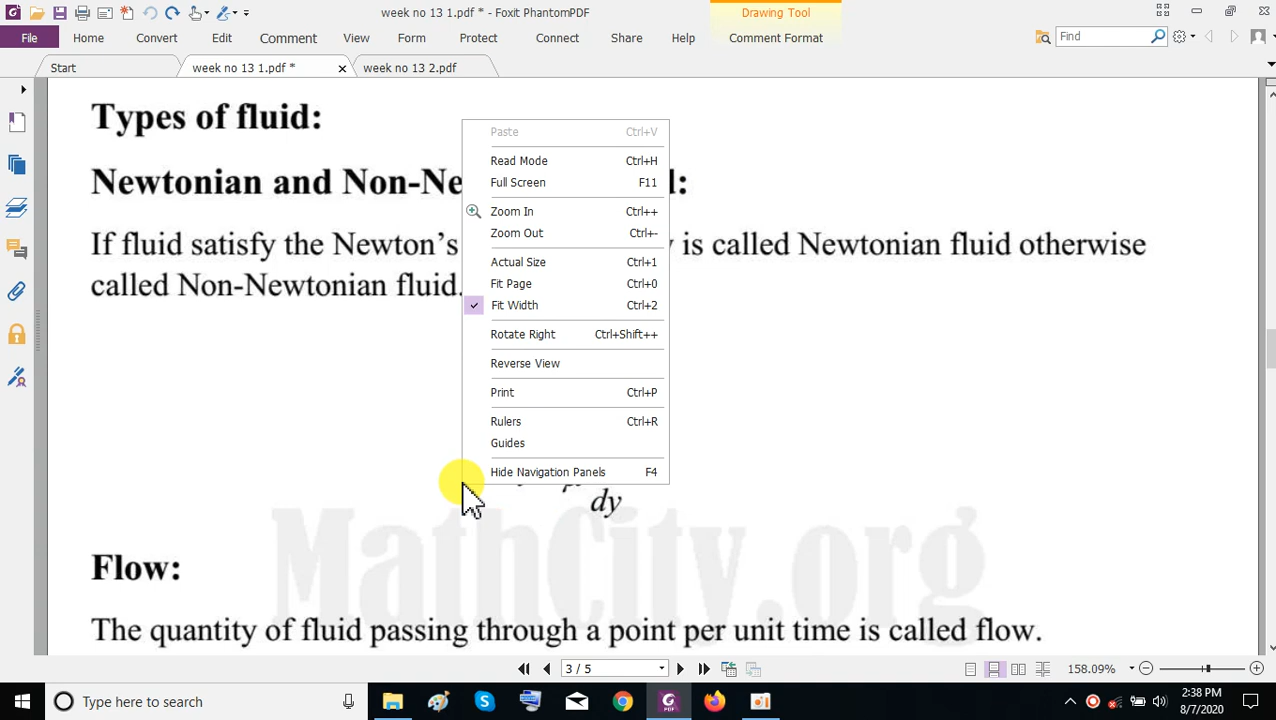 week no 13 1.pdf * - Foxit PhantomPDF
Drawing Tool
File Home Convert Edit Comment View Form Protect Connect Share Help Comment Format Find
Start week no 13 1.pdf * week no 13 2.pdf
Types of fluid:
Newtonian and Non-Ne d:
If fluid satisfy the Newton's y is called Newtonian fluid otherwise
called Non-Newtonian fluid.
Paste Ctrl+V
Read Mode Ctrl+H
Full Screen F11
Zoom In Ctrl++
Zoom Out Ctrl+-
Actual Size Ctrl+1
Fit Page Ctrl+0
Fit Width Ctrl+2
Rotate Right Ctrl+Shift++
Reverse View
Print Ctrl+P
Rulers Ctrl+R
Guides
Hide Navigation Panels F4
dy
MathCity.org
Flow:
The quantity of fluid passing through a point per unit time is called flow.
3 / 5 158.09%
Type here to search
PDF
2:38 PM
8/7/2020